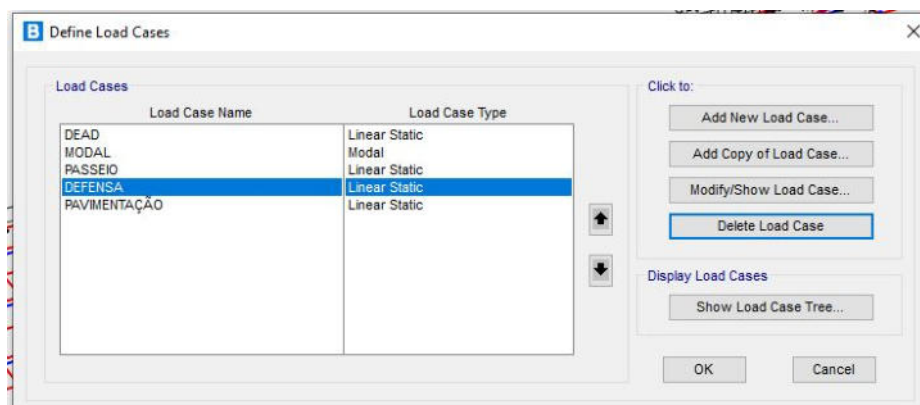 B Define Load Cases
Load Cases
Load Case Name Load Case Type
DEAD Linear Static
MODAL Modal
PASSEIO Linear Static
DEFENSA Linear Static
PAVIMENTAÇÃO Linear Static
Click to:
Add New Load Case...
Add Copy of Load Case...
Modify/Show Load Case...
Delete Load Case
Display Load Cases
Show Load Case Tree...
OK Cancel